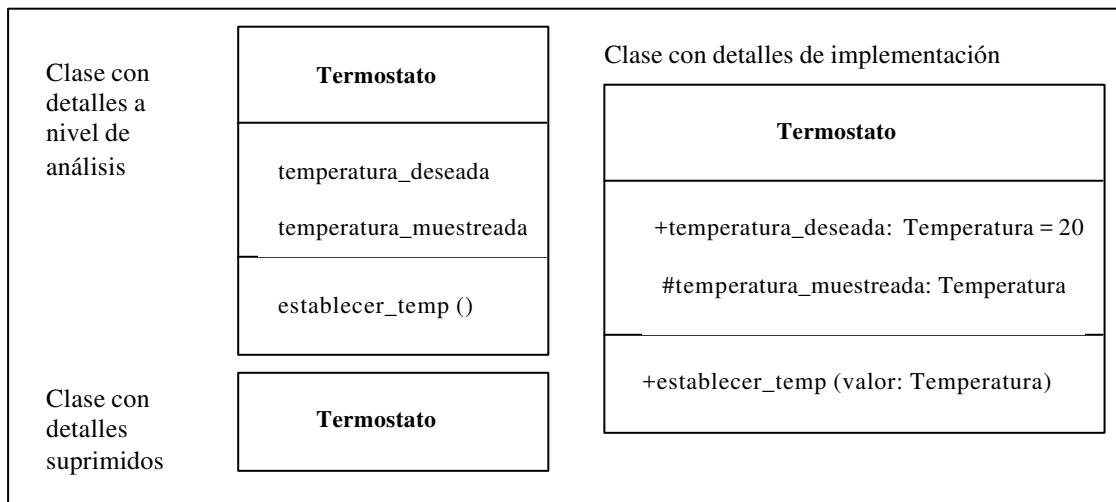 Clase con
detalles a
nivel de
análisis
Termostato
temperatura_deseada
temperatura_muestreada
establecer_temp ()
Clase con
detalles
suprimidos
Termostato
Clase con detalles de implementación
Termostato
+temperatura_deseada: Temperatura = 20
#temperatura_muestreada: Temperatura
+establecer_temp (valor: Temperatura)